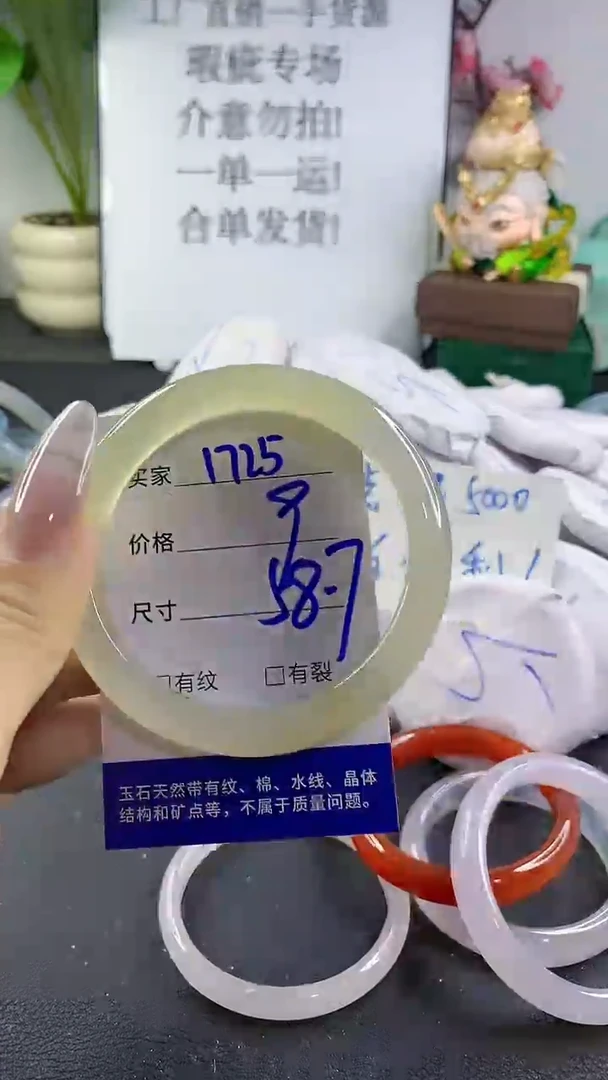 工厂直销一手货源
瑕疵专场
介意勿拍!
一单一运!
合单发货!
买家 1725
价格
尺寸 58.7
有纹 □有裂
5000
玉石天然带有纹、棉、水线、晶体
结构和矿点等，不属于质量问题。